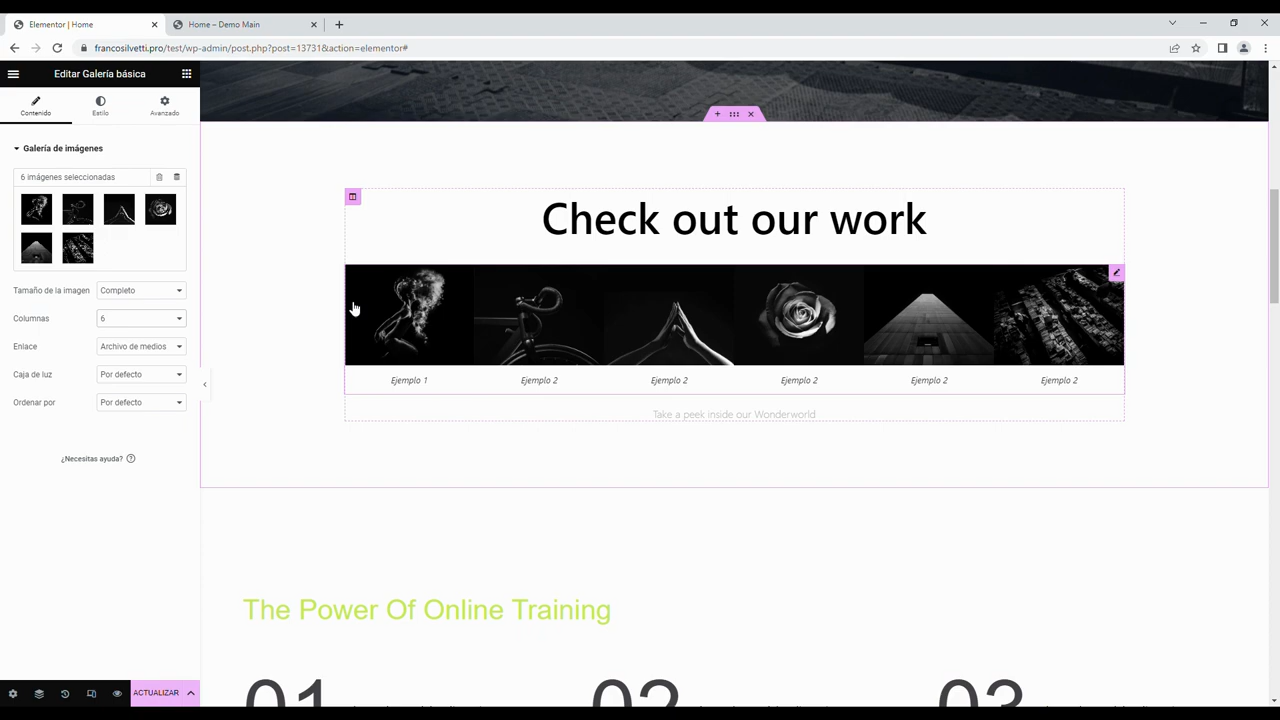 Elementor | Home
Home – Demo Main
francosilvetti.pro/test/wp-admin/post.php?post=13731&action=elementor#
Editar Galería básica
Contenido
Estilo
Avanzado
Galería de imágenes
6 imágenes seleccionadas
Tamaño de la imagen
Completo
Columnas
6
Enlace
Archivo de medios
Caja de luz
Por defecto
Ordenar por
Por defecto
¿Necesitas ayuda?
ACTUALIZAR
Check out our work
Ejemplo 1
Ejemplo 2
Ejemplo 2
Ejemplo 2
Ejemplo 2
Ejemplo 2
Take a peek inside our Wonderworld
The Power Of Online Training
01
02
03